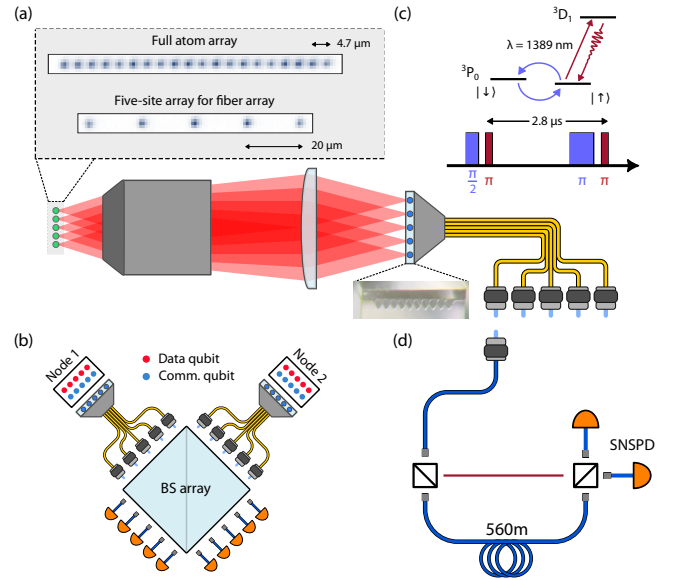 (a)
Full atom array
4.7 μm
Five-site array for fiber array
20 μm
(c)
³D₁
λ = 1389 nm
³P₀
|↓⟩
|↑⟩
2.8 μs
π/2
π
π
π
(b)
Node 1
Data qubit
Comm. qubit
Node 2
BS array
(d)
SNSPD
560m